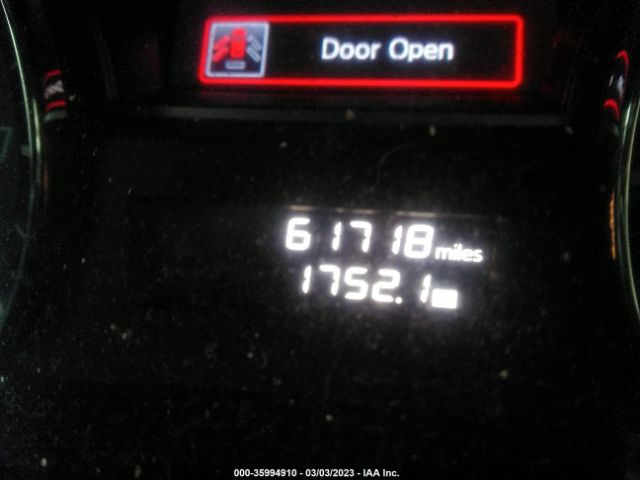 Door Open
61718 miles
1752.1
000-35994910 - 03/03/2023 - IAA Inc.